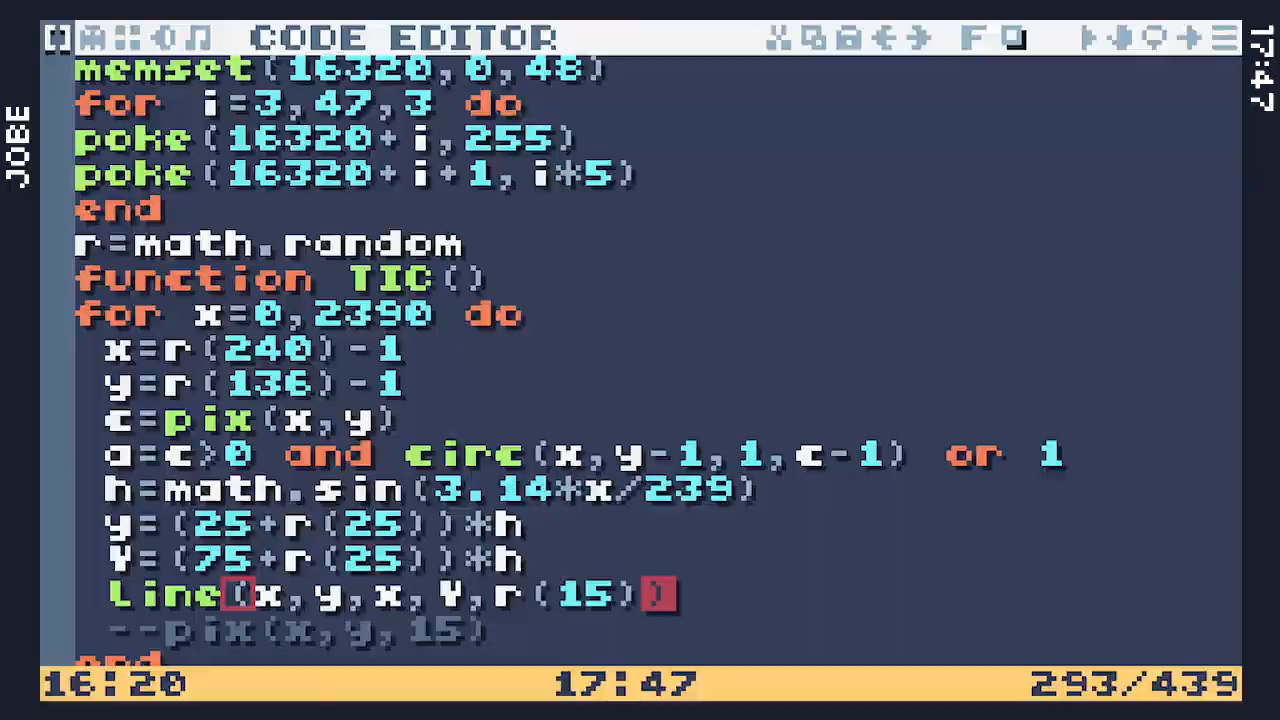 CODE EDITOR
F
memset(16320,0,48)
for i=3,47,3 do
poke(16320+i,255)
poke(16320+i+1,i*5)
end
r=math.random
function TIC()
for x=0,2390 do
x=r(240)-1
y=r(136)-1
c=pix(x,y)
a=c>0 and circ(x,y-1,1,c-1) or 1
h=math.sin(3.14*x/239)
y=(25+r(25))*h
Y=(75+r(25))*h
line(x,y,x,Y,r(15))
--pix(x,y,15)
end
16:20 17:47 293/439
JOBE
17:47